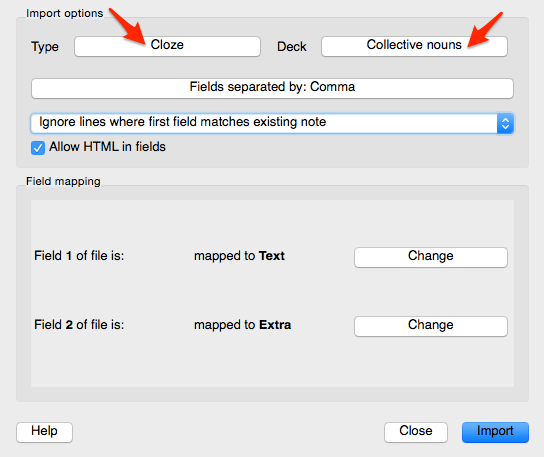 Import options
Type Cloze Deck Collective nouns
Fields separated by: Comma
Ignore lines where first field matches existing note
Allow HTML in fields
Field mapping
Field 1 of file is: mapped to Text Change
Field 2 of file is: mapped to Extra Change
Help Close Import